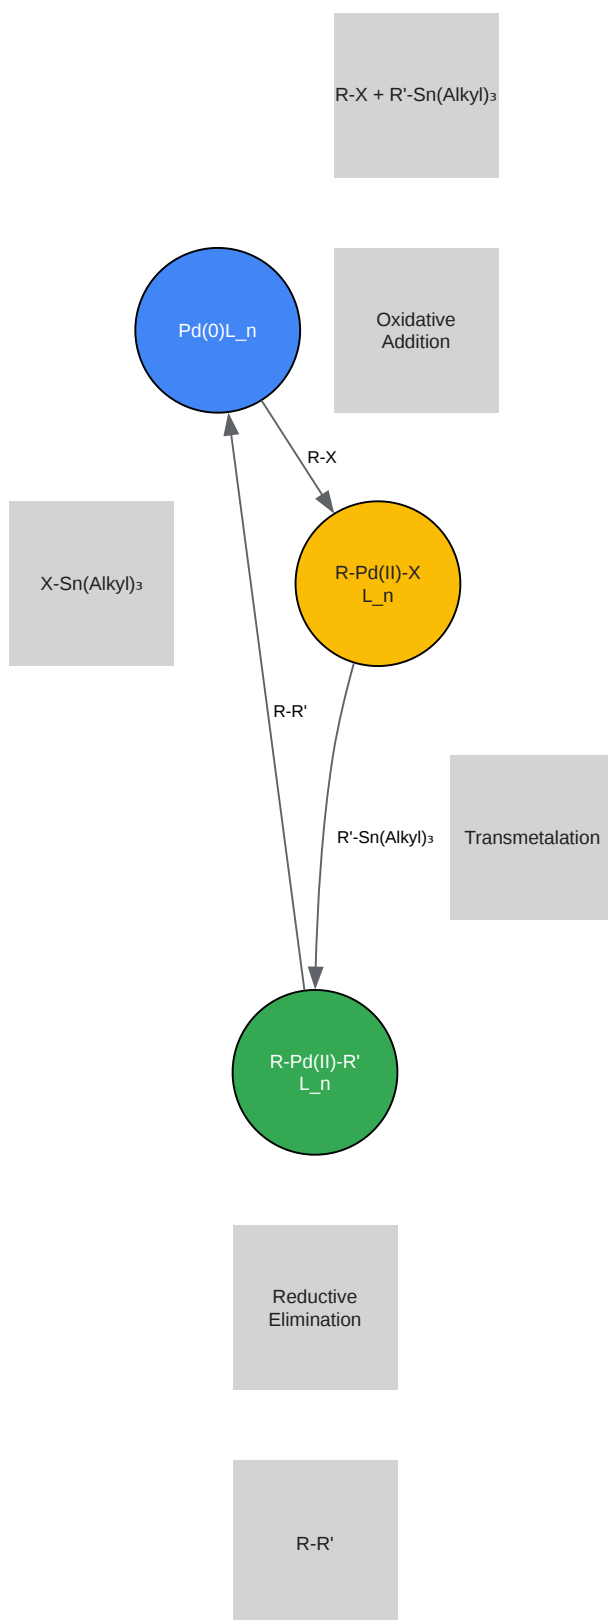 R-X + R'-Sn(Alkyl)₃
Pd(0)L_n
Oxidative
Addition
R-X
X-Sn(Alkyl)₃
R-Pd(II)-X
L_n
R-R'
R'-Sn(Alkyl)₃
Transmetalation
R-Pd(II)-R'
L_n
Reductive
Elimination
R-R'